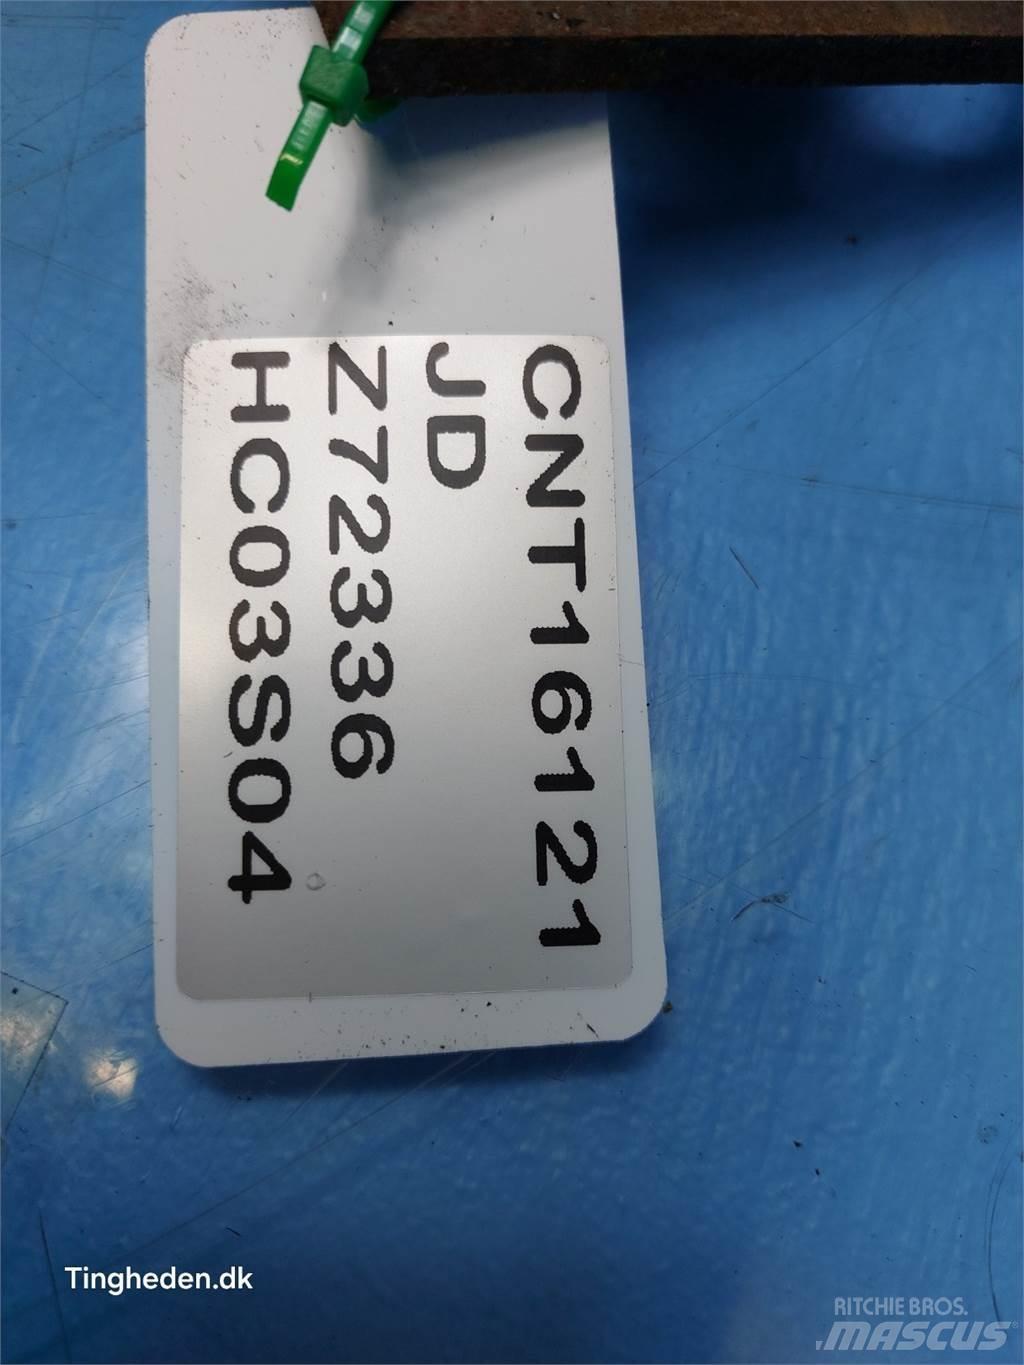 CNT16121
JD
Z72336
HC03S04
Tingheden.dk
RITCHIE BROS.
MASCUS